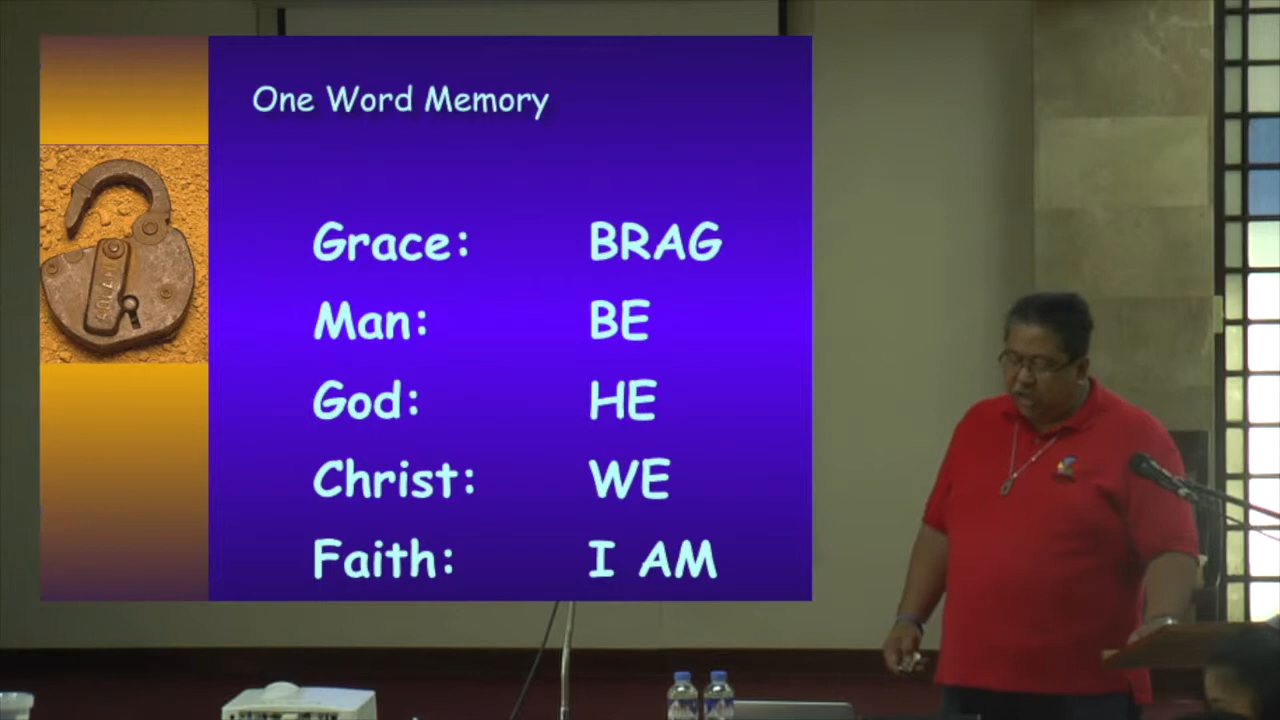 One Word Memory
Grace: BRAG
Man: BE
God: HE
Christ: WE
Faith: I AM